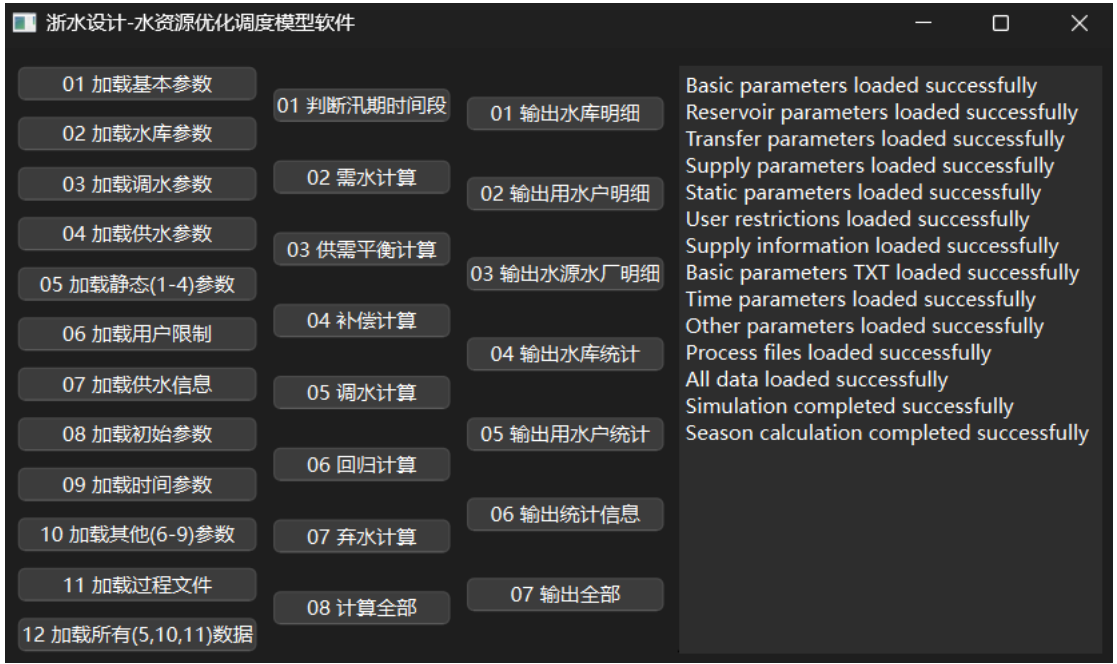 浙水设计-水资源优化调度模型软件
01 加载基本参数
02 加载水库参数
03 加载调水参数
04 加载供水参数
05 加载静态(1-4)参数
06 加载用户限制
07 加载供水信息
08 加载初始参数
09 加载时间参数
10 加载其他(6-9)参数
11 加载过程文件
12 加载所有(5,10,11)数据
01 判断汛期时间段
02 需水计算
03 供需平衡计算
04 补偿计算
05 调水计算
06 回归计算
07 弃水计算
08 计算全部
01 输出水库明细
02 输出用水户明细
03 输出水源水厂明细
04 输出水库统计
05 输出用水户统计
06 输出统计信息
07 输出全部
Basic parameters loaded successfully
Reservoir parameters loaded successfully
Transfer parameters loaded successfully
Supply parameters loaded successfully
Static parameters loaded successfully
User restrictions loaded successfully
Supply information loaded successfully
Basic parameters TXT loaded successfully
Time parameters loaded successfully
Other parameters loaded successfully
Process files loaded successfully
All data loaded successfully
Simulation completed successfully
Season calculation completed successfully